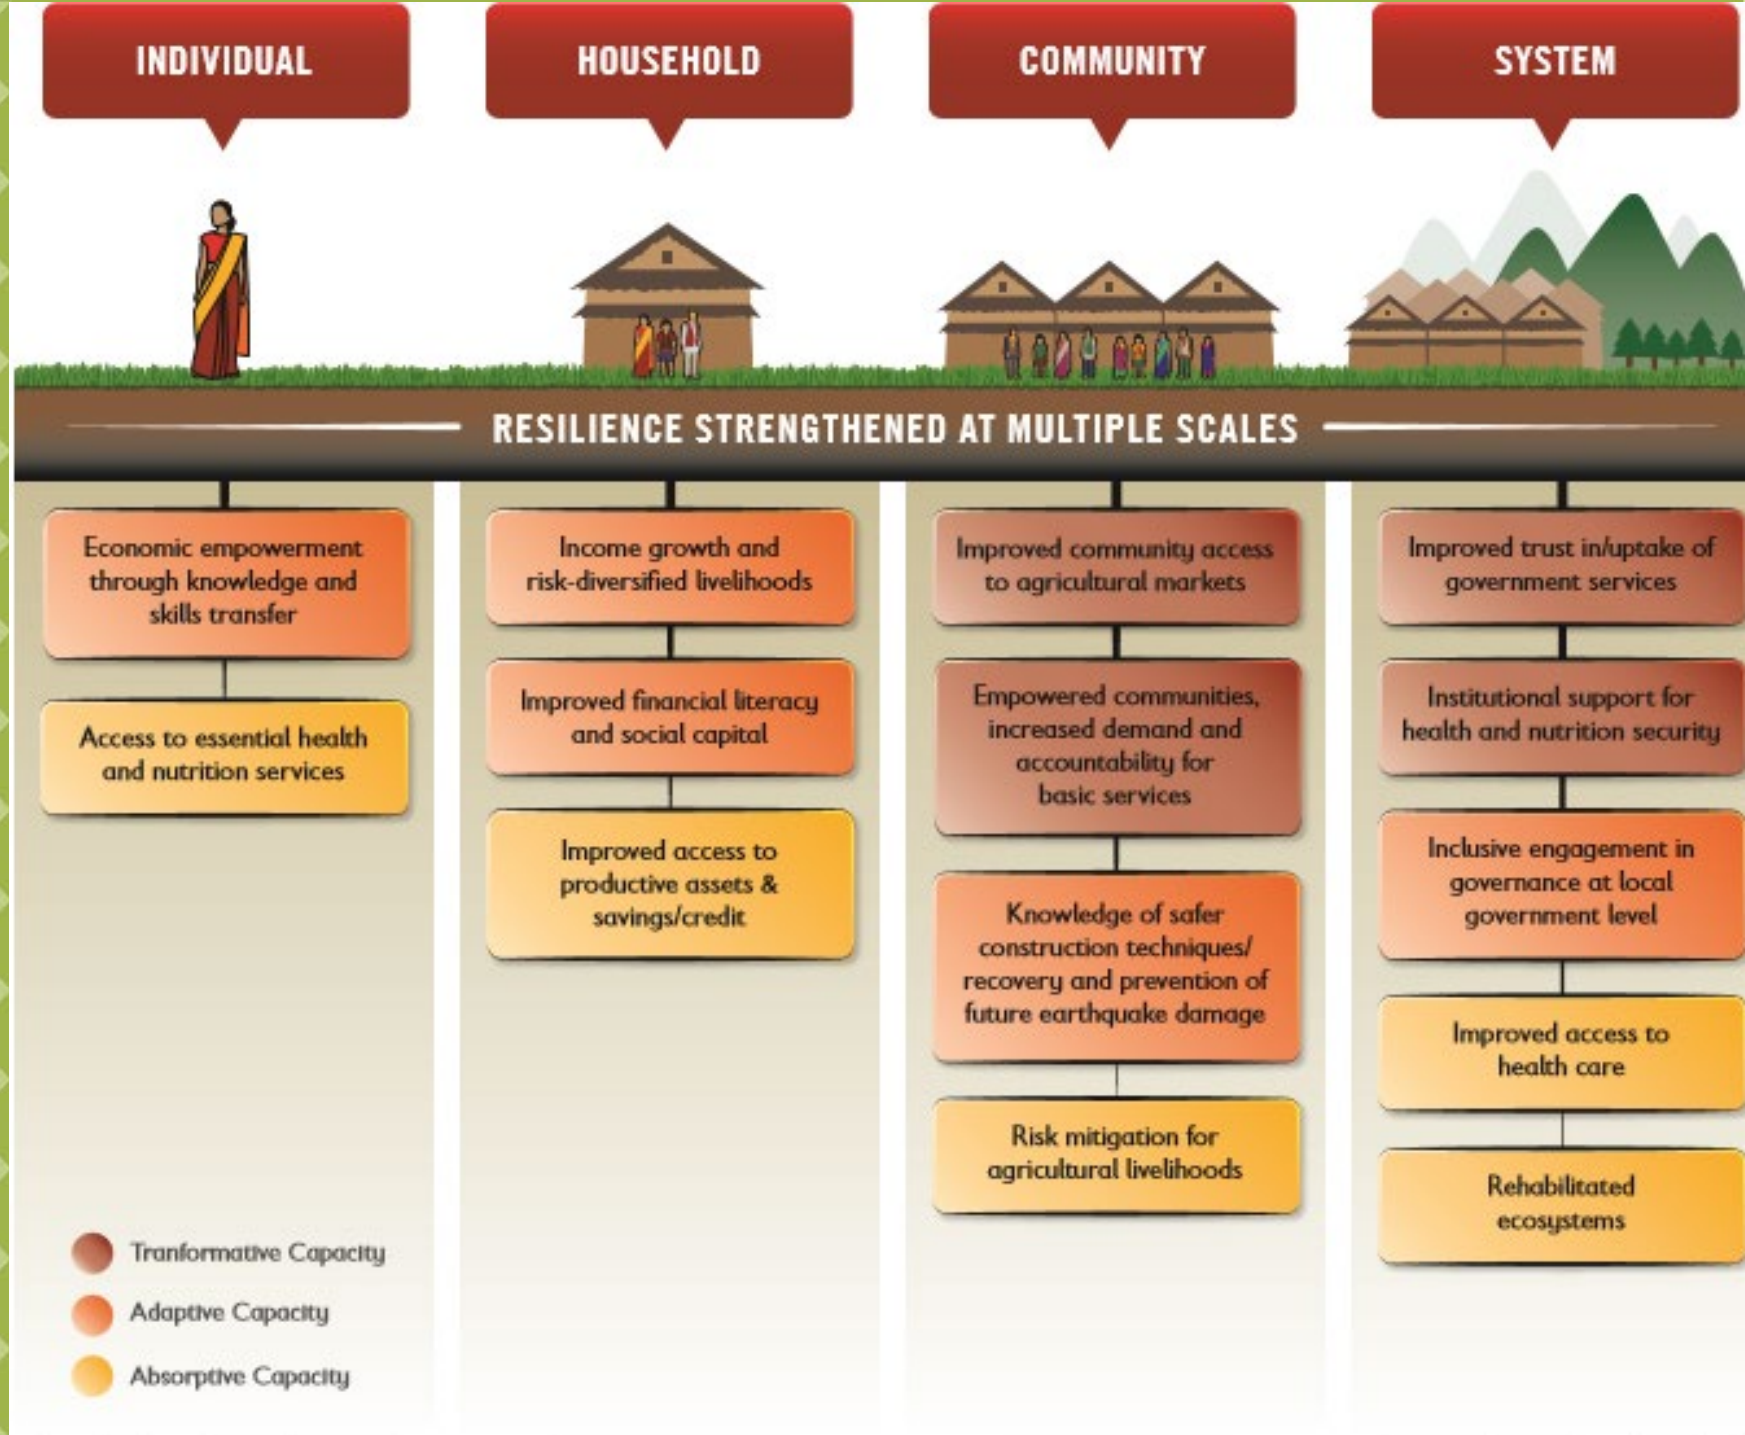 INDIVIDUAL
HOUSEHOLD
COMMUNITY
SYSTEM
RESILIENCE STRENGTHENED AT MULTIPLE SCALES
Economic empowerment
through knowledge and
skills transfer
Access to essential health
and nutrition services
Income growth and
risk-diversified livelihoods
Improved financial literacy
and social capital
Improved access to
productive assets &
savings/credit
Improved community access
to agricultural markets
Empowered communities,
increased demand and
accountability for
basic services
Knowledge of safer
construction techniques/
recovery and prevention of
future earthquake damage
Risk mitigation for
agricultural livelihoods
Improved trust in/uptake of
government services
Institutional support for
health and nutrition security
Inclusive engagement in
governance at local
government level
Improved access to
health care
Rehabilitated
ecosystems
Tranformative Capacity
Adaptive Capacity
Absorptive Capacity